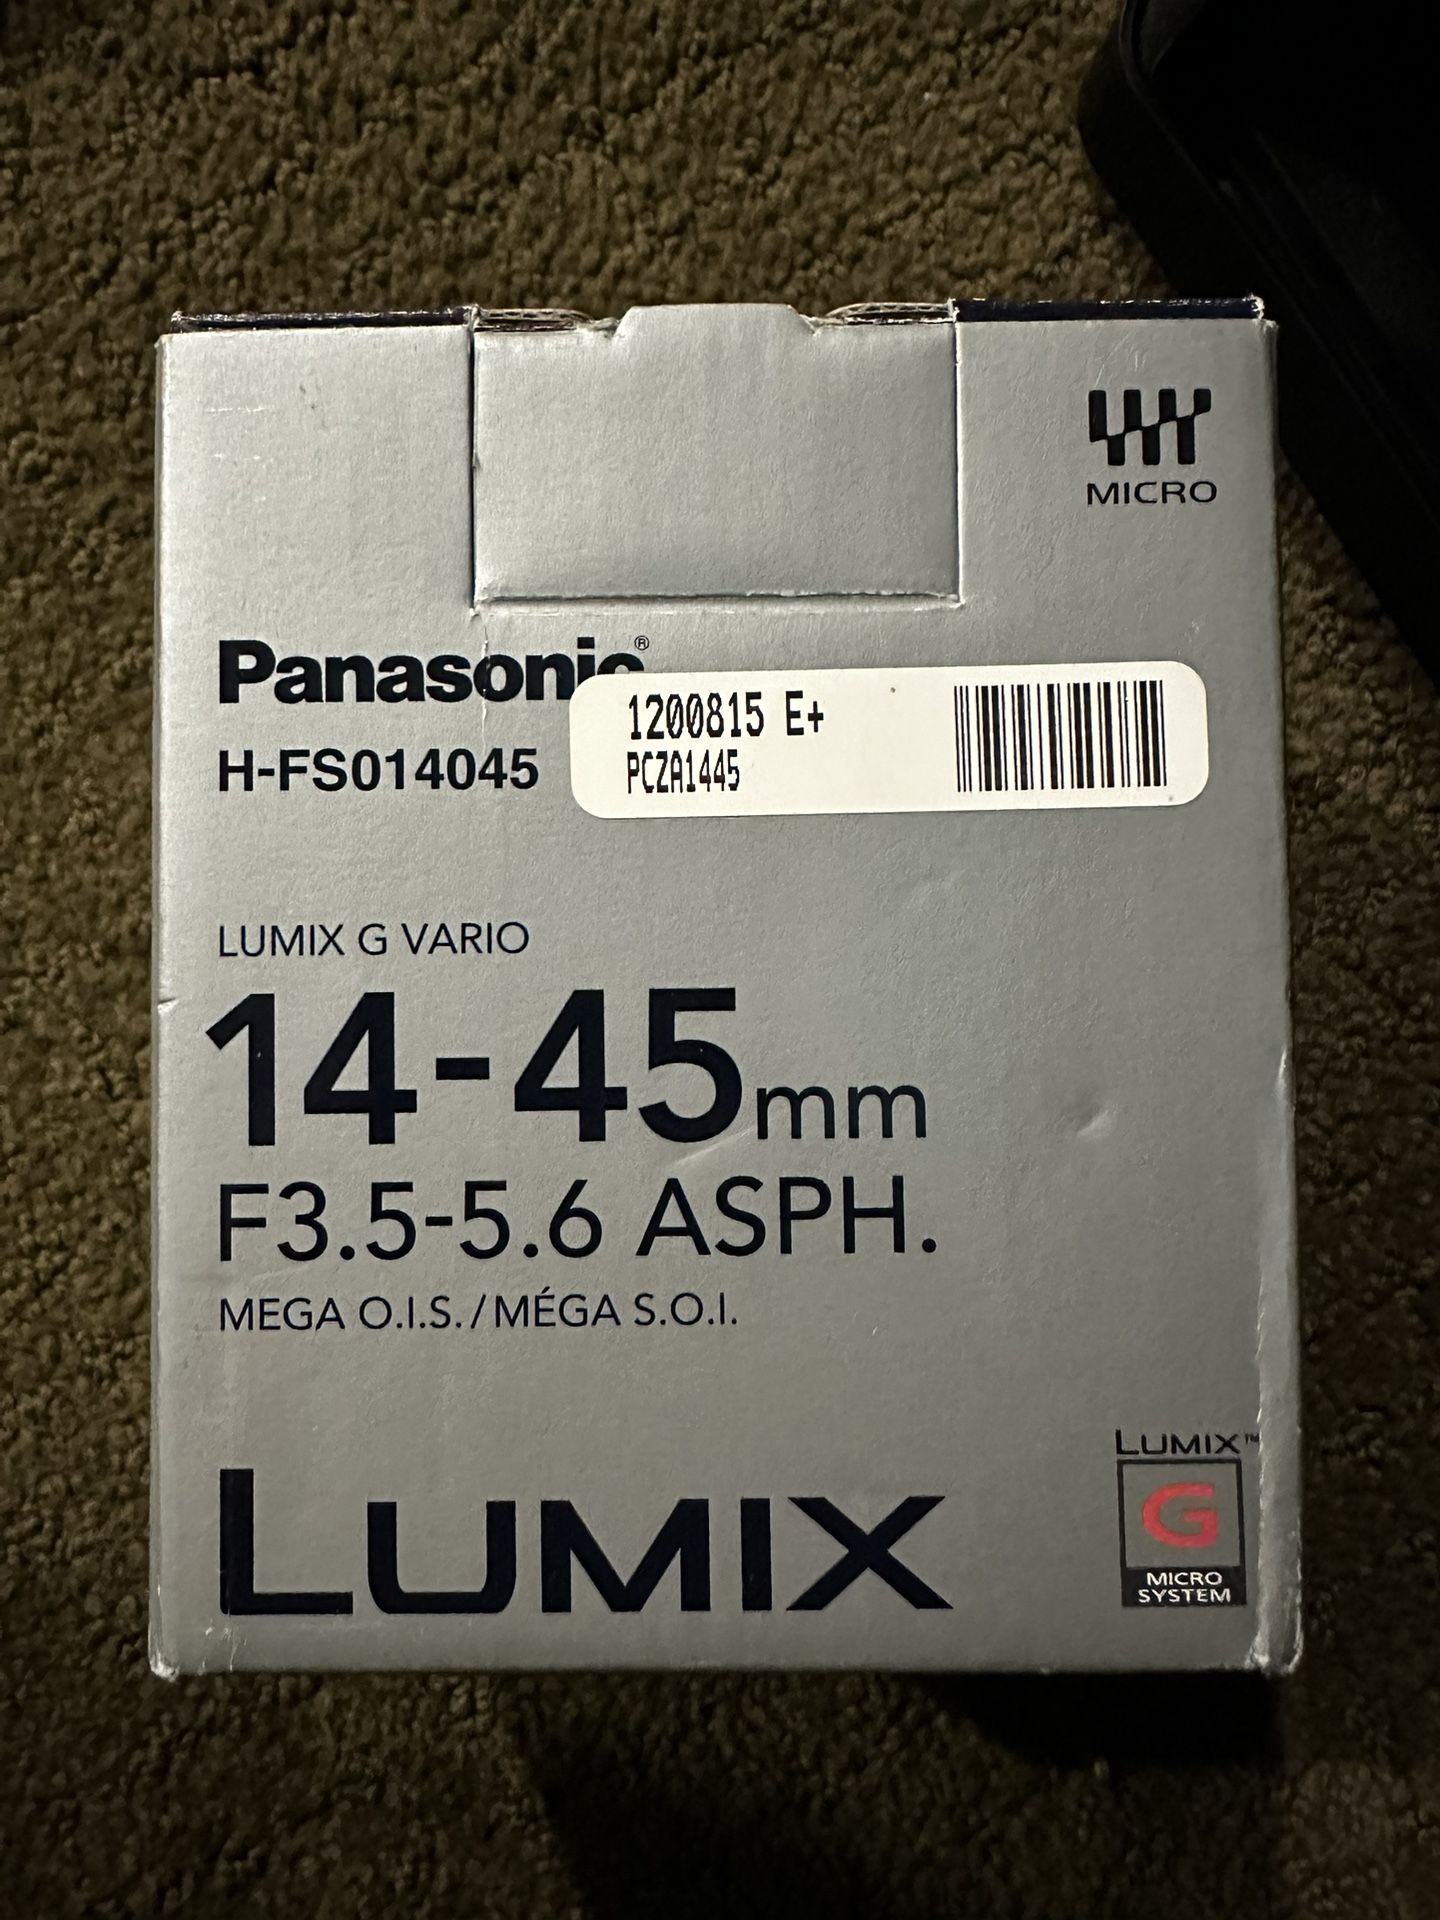 MICRO
Panasonic®
H-FS014045
1200815 E+
PCZA1445
LUMIX G VARIO
14-45mm
F3.5-5.6 ASPH.
MEGA O.I.S./MÉGA S.O.I.
LUMIX
LUMIX™
G
MICRO
SYSTEM